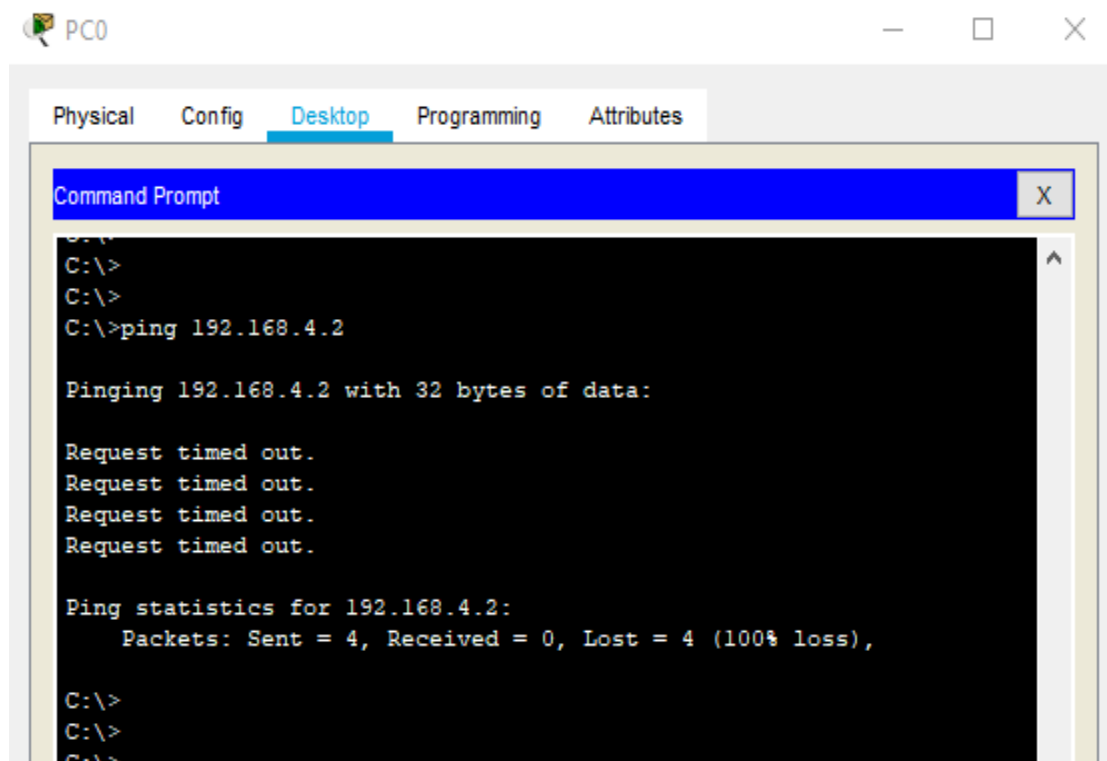 PC0
Physical Config Desktop Programming Attributes
Command Prompt X
C:\>
C:\>
C:\>ping 192.168.4.2
Pinging 192.168.4.2 with 32 bytes of data:
Request timed out.
Request timed out.
Request timed out.
Request timed out.
Ping statistics for 192.168.4.2:
Packets: Sent = 4, Received = 0, Lost = 4 (100% loss),
C:\>
C:\>